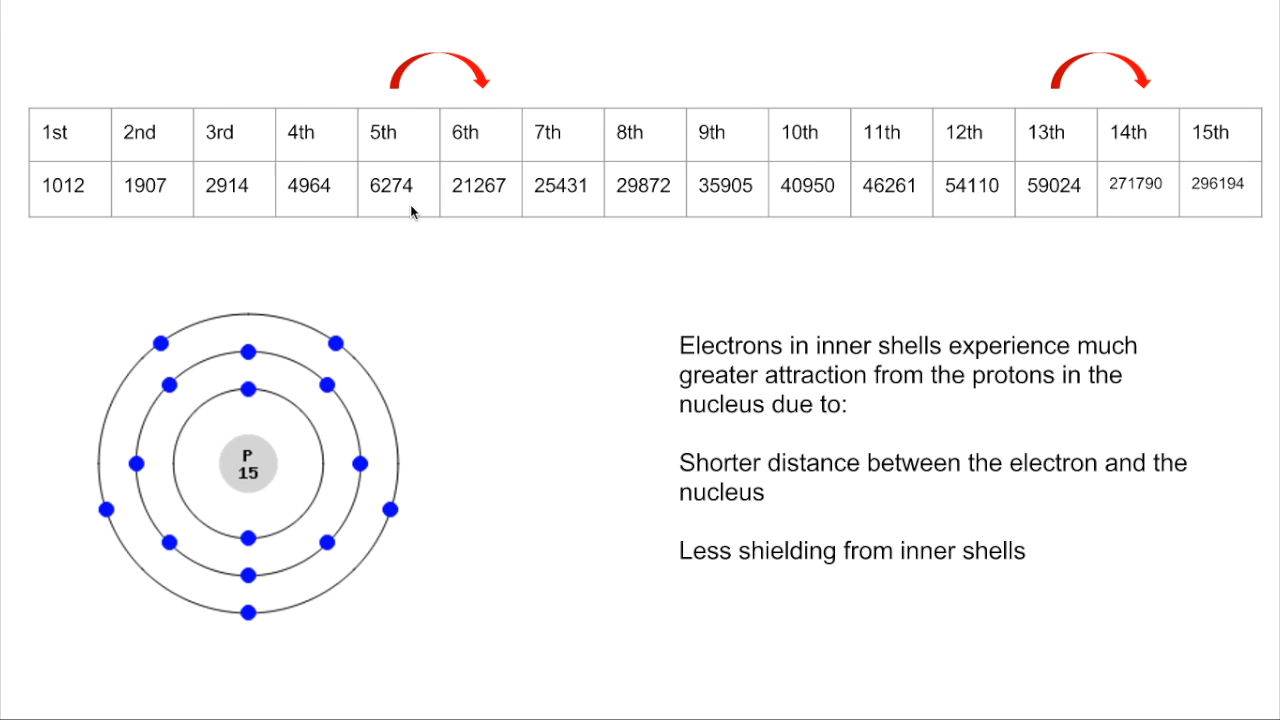 1st 2nd 3rd 4th 5th 6th 7th 8th 9th 10th 11th 12th 13th 14th 15th
1012 1907 2914 4964 6274 21267 25431 29872 35905 40950 46261 54110 59024 271790 296194
P
15
Electrons in inner shells experience much
greater attraction from the protons in the
nucleus due to:
Shorter distance between the electron and the
nucleus
Less shielding from inner shells